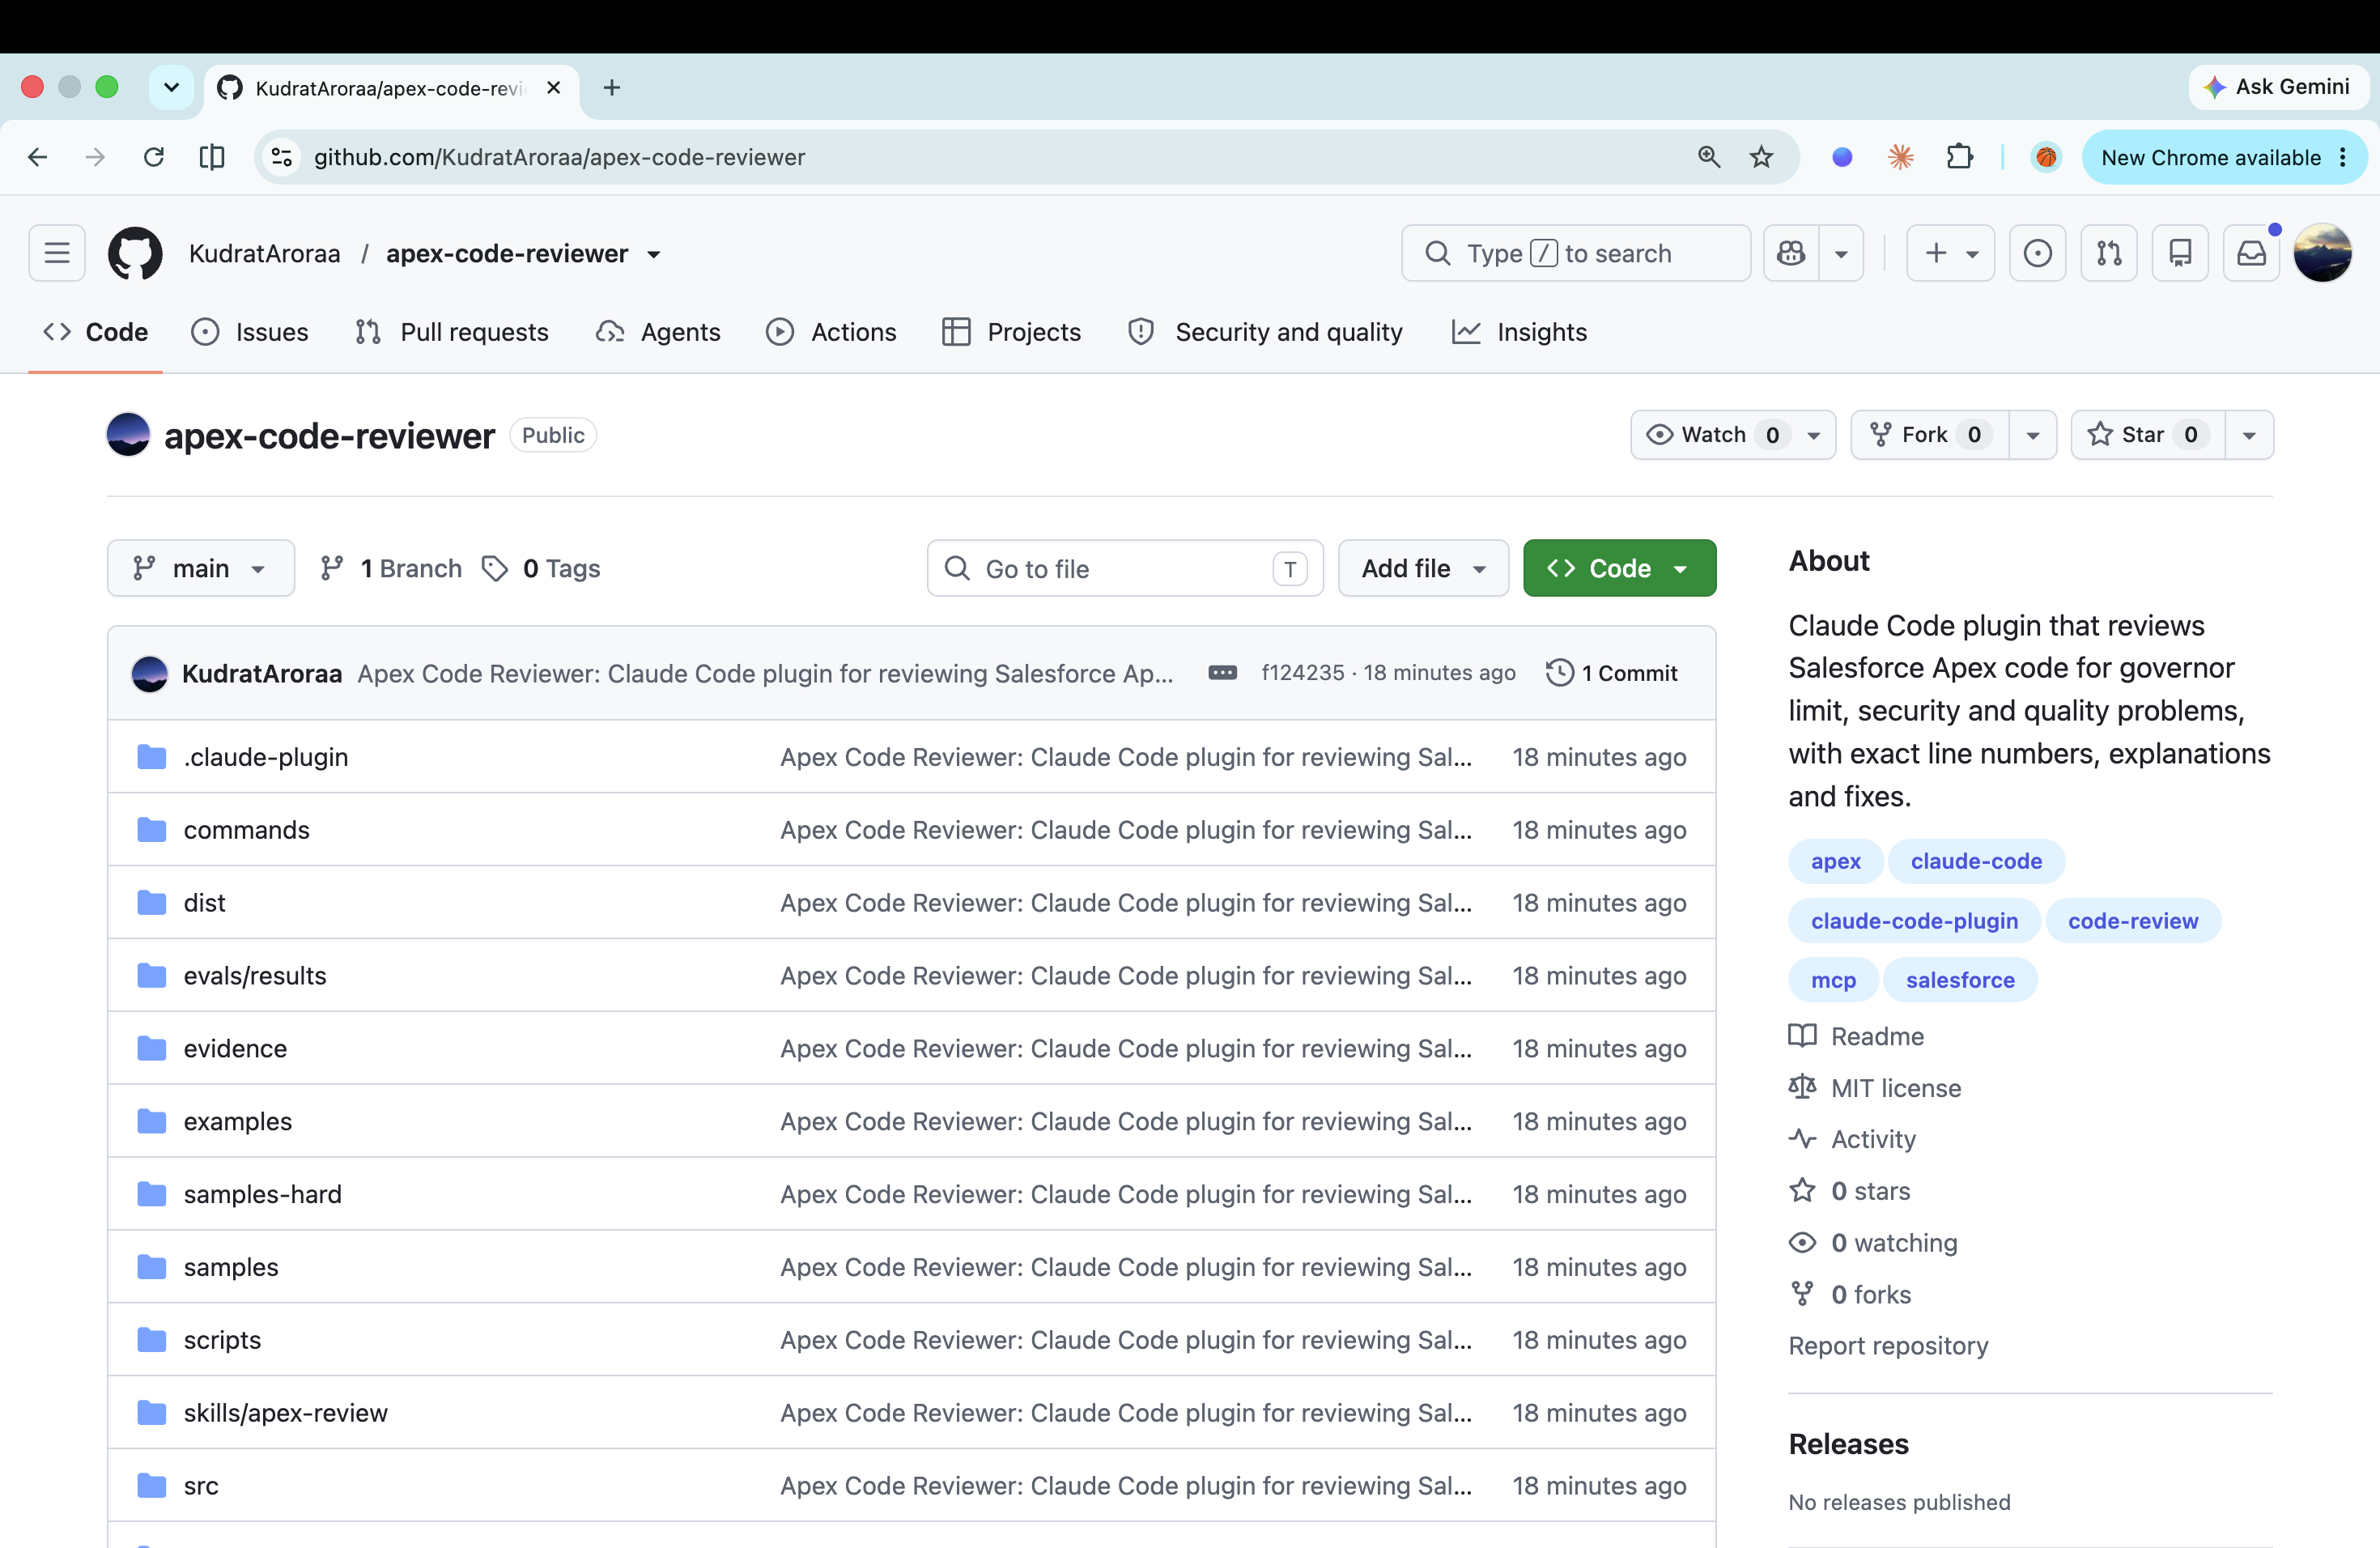 KudratAroraa/apex-code-revi
Ask Gemini
github.com/KudratAroraa/apex-code-reviewer
New Chrome available
KudratAroraa / apex-code-reviewer
Type / to search
Code
Issues
Pull requests
Agents
Actions
Projects
Security and quality
Insights
apex-code-reviewer Public
Watch 0
Fork 0
Star 0
main
1 Branch
0 Tags
Go to file T
Add file
Code
KudratAroraa Apex Code Reviewer: Claude Code plugin for reviewing Salesforce Ap... f124235 · 18 minutes ago 1 Commit
.claude-plugin Apex Code Reviewer: Claude Code plugin for reviewing Sal... 18 minutes ago
commands Apex Code Reviewer: Claude Code plugin for reviewing Sal... 18 minutes ago
dist Apex Code Reviewer: Claude Code plugin for reviewing Sal... 18 minutes ago
evals/results Apex Code Reviewer: Claude Code plugin for reviewing Sal... 18 minutes ago
evidence Apex Code Reviewer: Claude Code plugin for reviewing Sal... 18 minutes ago
examples Apex Code Reviewer: Claude Code plugin for reviewing Sal... 18 minutes ago
samples-hard Apex Code Reviewer: Claude Code plugin for reviewing Sal... 18 minutes ago
samples Apex Code Reviewer: Claude Code plugin for reviewing Sal... 18 minutes ago
scripts Apex Code Reviewer: Claude Code plugin for reviewing Sal... 18 minutes ago
skills/apex-review Apex Code Reviewer: Claude Code plugin for reviewing Sal... 18 minutes ago
src Apex Code Reviewer: Claude Code plugin for reviewing Sal... 18 minutes ago
About
Claude Code plugin that reviews
Salesforce Apex code for governor
limit, security and quality problems,
with exact line numbers, explanations
and fixes.
apex claude-code
claude-code-plugin code-review
mcp salesforce
Readme
MIT license
Activity
0 stars
0 watching
0 forks
Report repository
Releases
No releases published